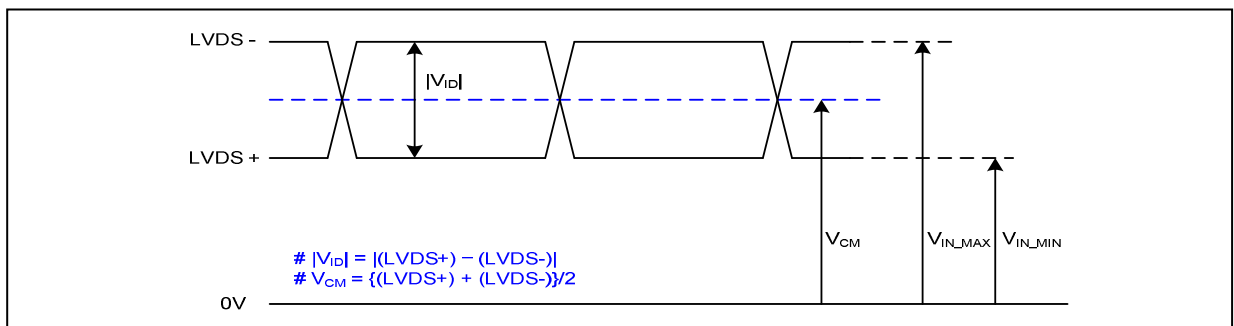 LVDS -
|VID|
LVDS +
VCM
VIN_MAX
VIN_MIN
# |VID| = |(LVDS+) – (LVDS-)|
# VCM = {(LVDS+) + (LVDS-)}/2
0V